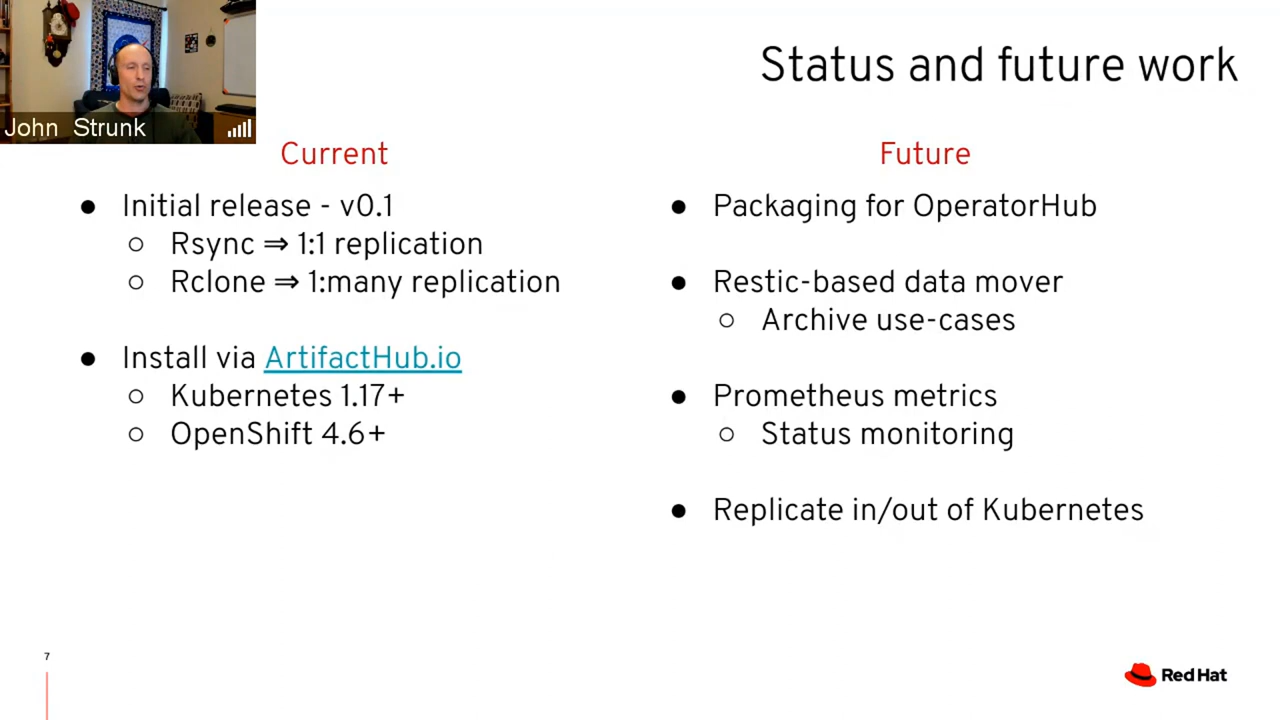 John Strunk
Status and future work
Current
● Initial release - v0.1
○ Rsync ⇒ 1:1 replication
○ Rclone ⇒ 1:many replication
● Install via ArtifactHub.io
○ Kubernetes 1.17+
○ OpenShift 4.6+
Future
● Packaging for OperatorHub
● Restic-based data mover
○ Archive use-cases
● Prometheus metrics
○ Status monitoring
● Replicate in/out of Kubernetes
7
Red Hat